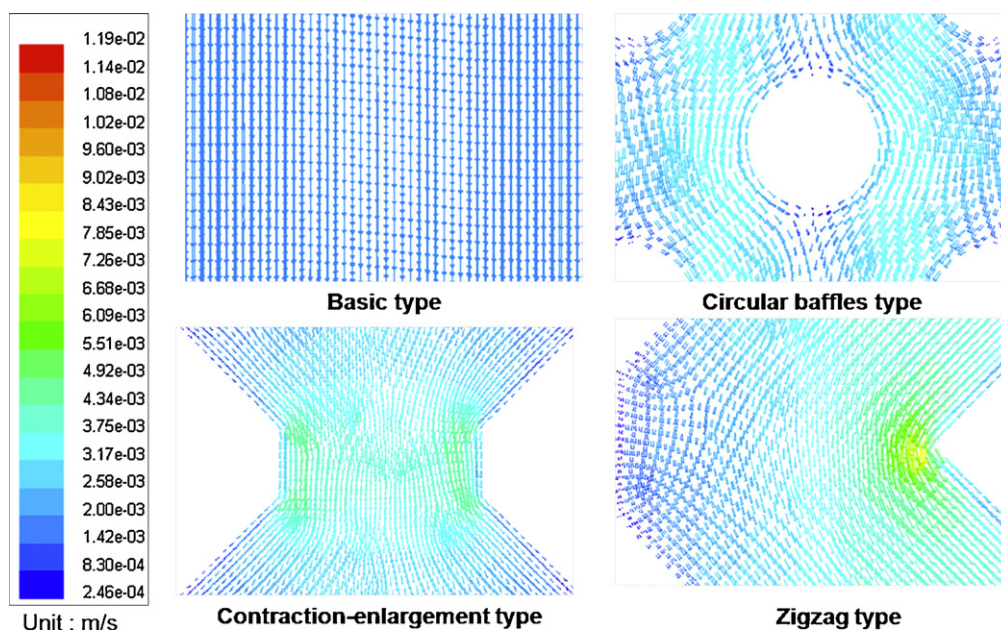 1.19e-02
1.14e-02
1.08e-02
1.02e-02
9.60e-03
9.02e-03
8.43e-03
7.85e-03
7.26e-03
6.68e-03
6.09e-03
5.51e-03
4.92e-03
4.34e-03
3.75e-03
3.17e-03
2.58e-03
2.00e-03
1.42e-03
8.30e-04
2.46e-04
Unit : m/s
Basic type
Circular baffles type
Contraction-enlargement type
Zigzag type